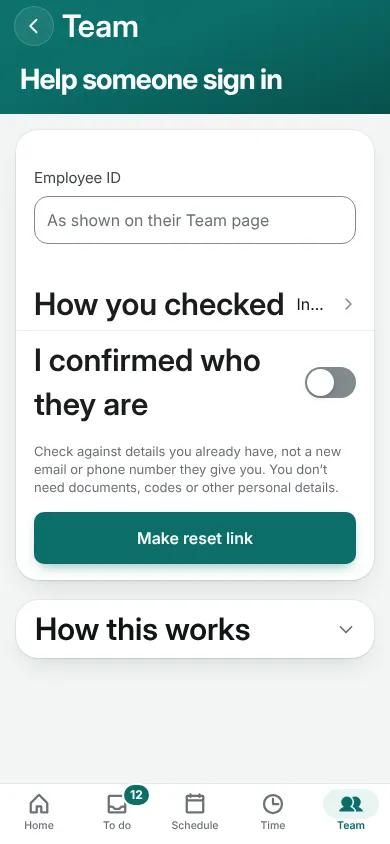 Team
Help someone sign in
Employee ID
As shown on their Team page
How you checked In...
I confirmed who
they are
Check against details you already have, not a new
email or phone number they give you. You don’t
need documents, codes or other personal details.
Make reset link
How this works
12
Home
To do
Schedule
Time
Team